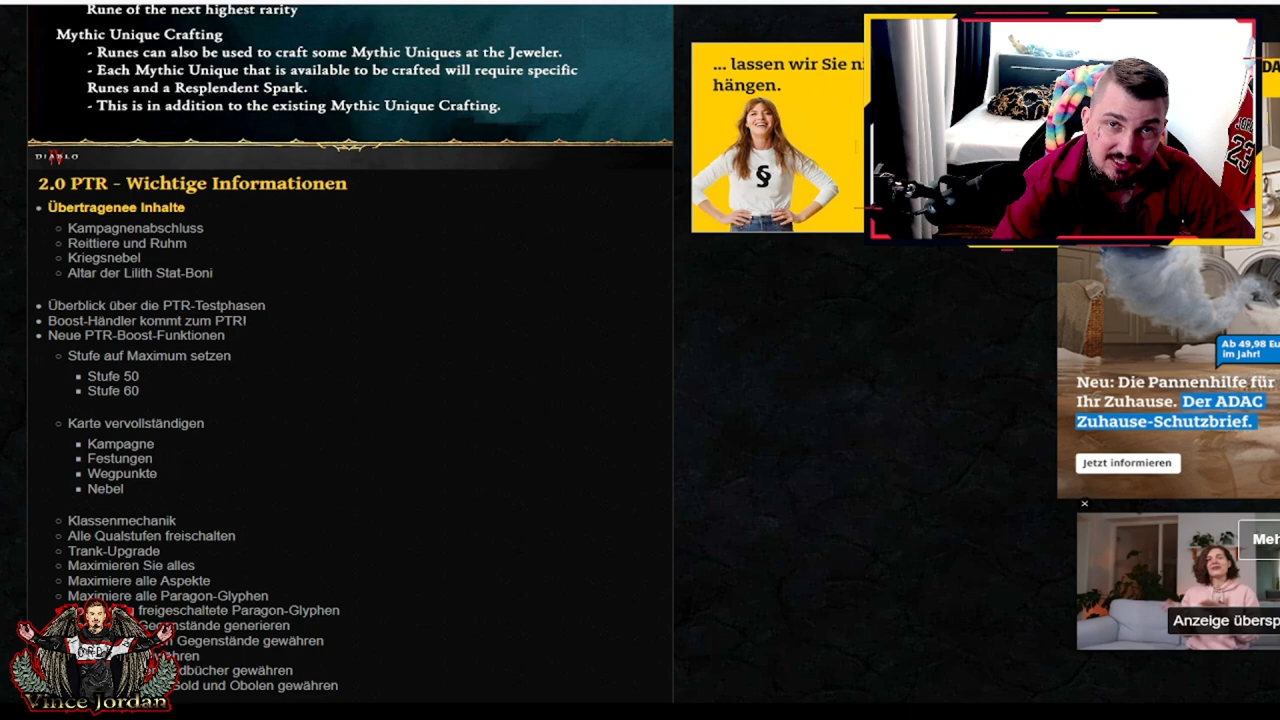 Rune of the next highest rarity
Mythic Unique Crafting
- Runes can also be used to craft some Mythic Uniques at the Jeweler.
- Each Mythic Unique that is available to be crafted will require specific
Runes and a Resplendent Spark.
- This is in addition to the existing Mythic Unique Crafting.
DIABLO
IV
2.0 PTR - Wichtige Informationen
Übertragenee Inhalte
Kampagnenabschluss
Reittiere und Ruhm
Kriegsnebel
Altar der Lilith Stat-Boni
Überblick über die PTR-Testphasen
Boost-Händler kommt zum PTR!
Neue PTR-Boost-Funktionen
Stufe auf Maximum setzen
Stufe 50
Stufe 60
Karte vervollständigen
Kampagne
Festungen
Wegpunkte
Nebel
Klassenmechanik
Alle Qualstufen freischalten
Trank-Upgrade
Maximieren Sie alles
Maximiere alle Aspekte
Maximiere alle Paragon-Glyphen
freigeschaltete Paragon-Glyphen
Gegenstände generieren
Gegenstände gewähren
Gold und Obolen gewähren
Vince Jordan
... lassen wir Sie
hängen.
§
23
DA
Ab 49,98
im Jahr!
Neu: Die Pannenhilfe für
Ihr Zuhause. Der ADAC
Zuhause-Schutzbrief.
Jetzt informieren
Meh
Anzeige übersp